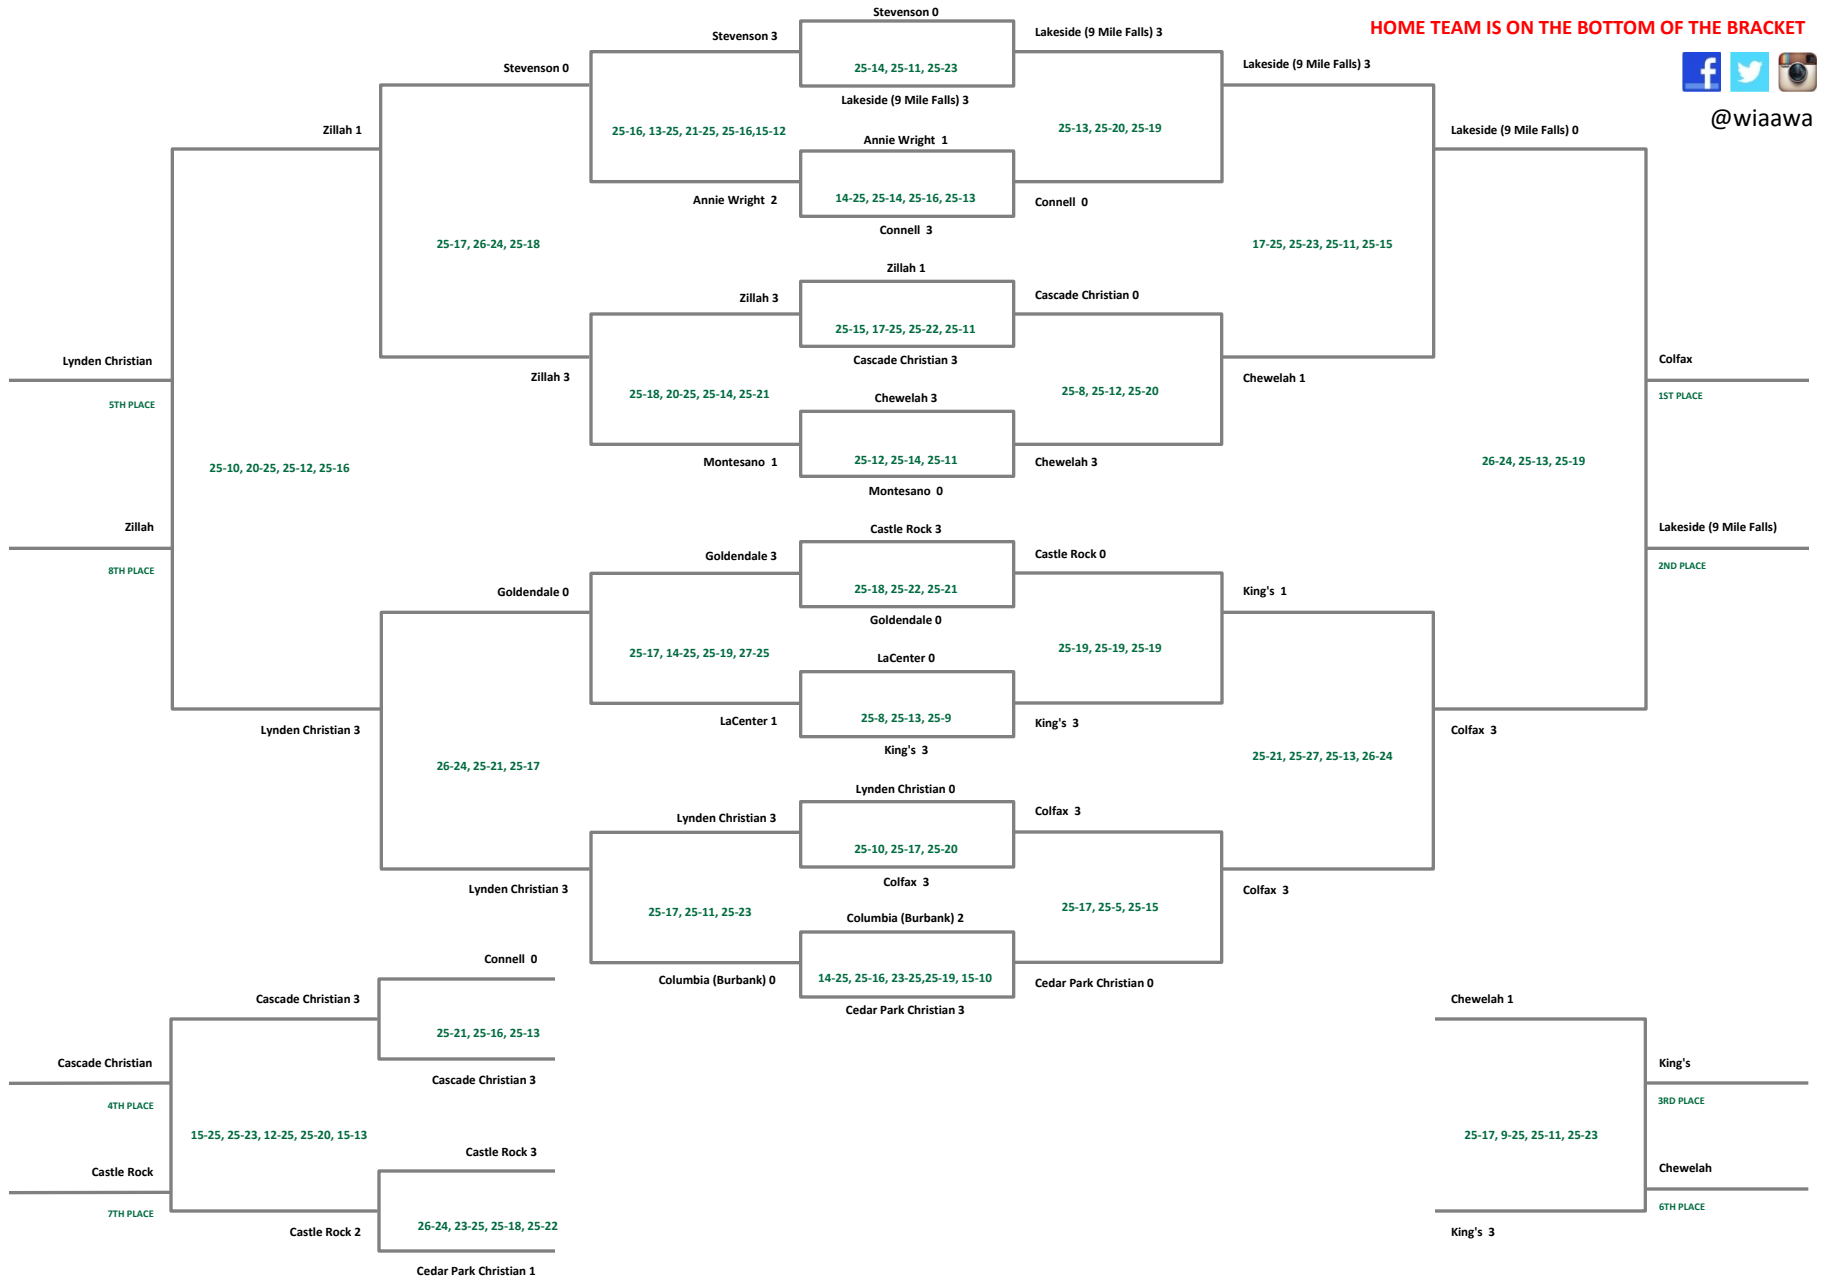 Stevenson 0
HOME TEAM IS ON THE BOTTOM OF THE BRACKET
Stevenson 3
Lakeside (9 Mile Falls) 3
Stevenson 0
25-14, 25-11, 25-23
Lakeside (9 Mile Falls) 3
Lakeside (9 Mile Falls) 3
@wiaawa
Zillah 1
25-16, 13-25, 21-25, 25-16,15-12
25-13, 25-20, 25-19
Lakeside (9 Mile Falls) 0
Annie Wright 1
Annie Wright 2
14-25, 25-14, 25-16, 25-13
Connell 0
Connell 3
25-17, 26-24, 25-18
17-25, 25-23, 25-11, 25-15
Zillah 1
Zillah 3
Cascade Christian 0
25-15, 17-25, 25-22, 25-11
Lynden Christian
Cascade Christian 3
Colfax
Zillah 3
Chewelah 1
5TH PLACE
25-18, 20-25, 25-14, 25-21
Chewelah 3
25-8, 25-12, 25-20
1ST PLACE
25-10, 20-25, 25-12, 25-16
Montesano 1
25-12, 25-14, 25-11
Chewelah 3
26-24, 25-13, 25-19
Montesano 0
Zillah
Castle Rock 3
Lakeside (9 Mile Falls)
Goldendale 3
Castle Rock 0
8TH PLACE
2ND PLACE
Goldendale 0
25-18, 25-22, 25-21
King's 1
Goldendale 0
25-17, 14-25, 25-19, 27-25
LaCenter 0
25-19, 25-19, 25-19
LaCenter 1
25-8, 25-13, 25-9
King's 3
Lynden Christian 3
King's 3
Colfax 3
26-24, 25-21, 25-17
25-21, 25-27, 25-13, 26-24
Lynden Christian 0
Lynden Christian 3
Colfax 3
25-10, 25-17, 25-20
Lynden Christian 3
Colfax 3
Colfax 3
25-17, 25-11, 25-23
Columbia (Burbank) 2
25-17, 25-5, 25-15
Connell 0
Columbia (Burbank) 0
14-25, 25-16, 23-25,25-19, 15-10
Cedar Park Christian 0
Cascade Christian 3
Cedar Park Christian 3
Chewelah 1
25-21, 25-16, 25-13
Cascade Christian
Cascade Christian 3
King's
4TH PLACE
3RD PLACE
15-25, 25-23, 12-25, 25-20, 15-13
25-17, 9-25, 25-11, 25-23
Castle Rock 3
Castle Rock
Chewelah
7TH PLACE
6TH PLACE
Castle Rock 2
26-24, 23-25, 25-18, 25-22
King's 3
Cedar Park Christian 1